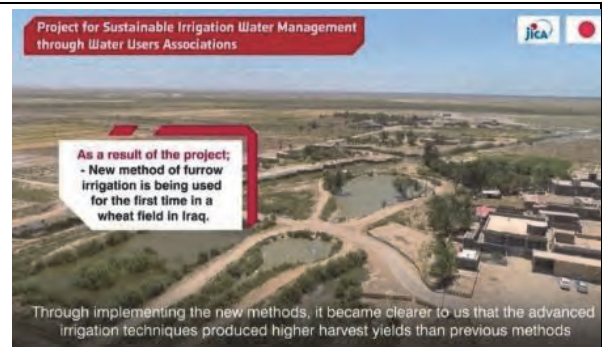 Project for Sustainable Irrigation Water Management
through Water Users Associations
jica
As a result of the project;
- New method of furrow
irrigation is being used
for the first time in a
wheat field in Iraq.
Through implementing the new methods, it became clearer to us that the advanced
irrigation techniques produced higher harvest yields than previous methods